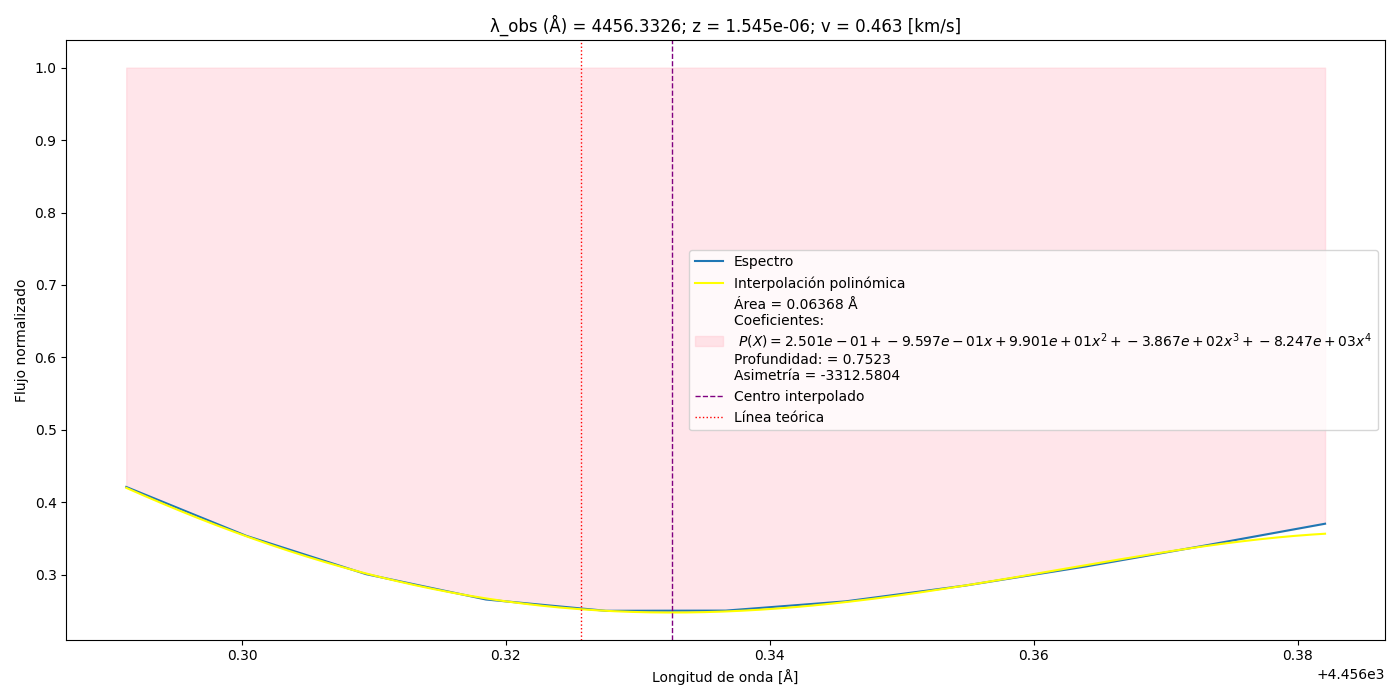 λ_obs (Å) = 4456.3326; z = 1.545e-06; v = 0.463 [km/s]
Flujo normalizado
1.0
0.9
0.8
0.7
0.6
0.5
0.4
0.3
Espectro
Interpolación polinómica
Área = 0.06368 Å
Coeficientes:
P(X) = 2.501e − 01 + −9.597e − 01x + 9.901e + 01x² + −3.867e + 02x³ + −8.247e + 03x⁴
Profundidad: = 0.7523
Asimetría = -3312.5804
Centro interpolado
Línea teórica
0.30 0.32 0.34 0.36 0.38
+4.456e3
Longitud de onda [Å]